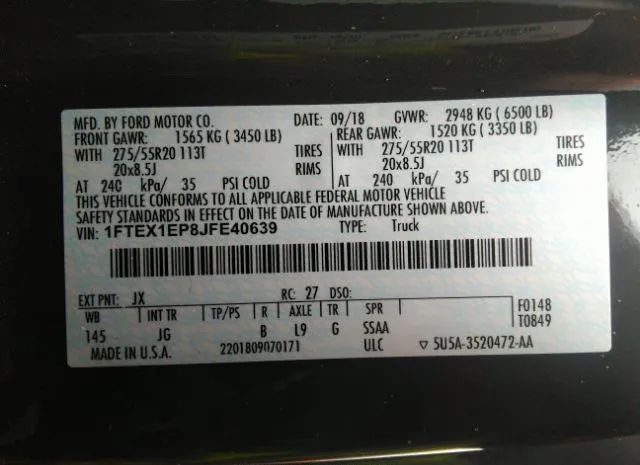 MFD. BY FORD MOTOR CO. DATE: 09/18 GVWR: 2948 KG ( 6500 LB)
FRONT GAWR: 1565 KG ( 3450 LB) REAR GAWR: 1520 KG ( 3350 LB)
WITH 275/55R20 113T TIRES WITH 275/55R20 113T TIRES
20x8.5J RIMS 20x8.5J RIMS
AT 240 kPa/ 35 PSI COLD AT 240 kPa/ 35 PSI COLD
THIS VEHICLE CONFORMS TO ALL APPLICABLE FEDERAL MOTOR VEHICLE
SAFETY STANDARDS IN EFFECT ON THE DATE OF MANUFACTURE SHOWN ABOVE.
VIN: 1FTEX1EP8JFE40639 TYPE: Truck
EXT PNT: JX RC: 27 DSO:
WB INT TR TP/PS R AXLE TR SPR F0148
145 JG B L9 G SSAA T0849
MADE IN U.S.A. 2201809070171 ULC ▽ 5U5A-3520472-AA